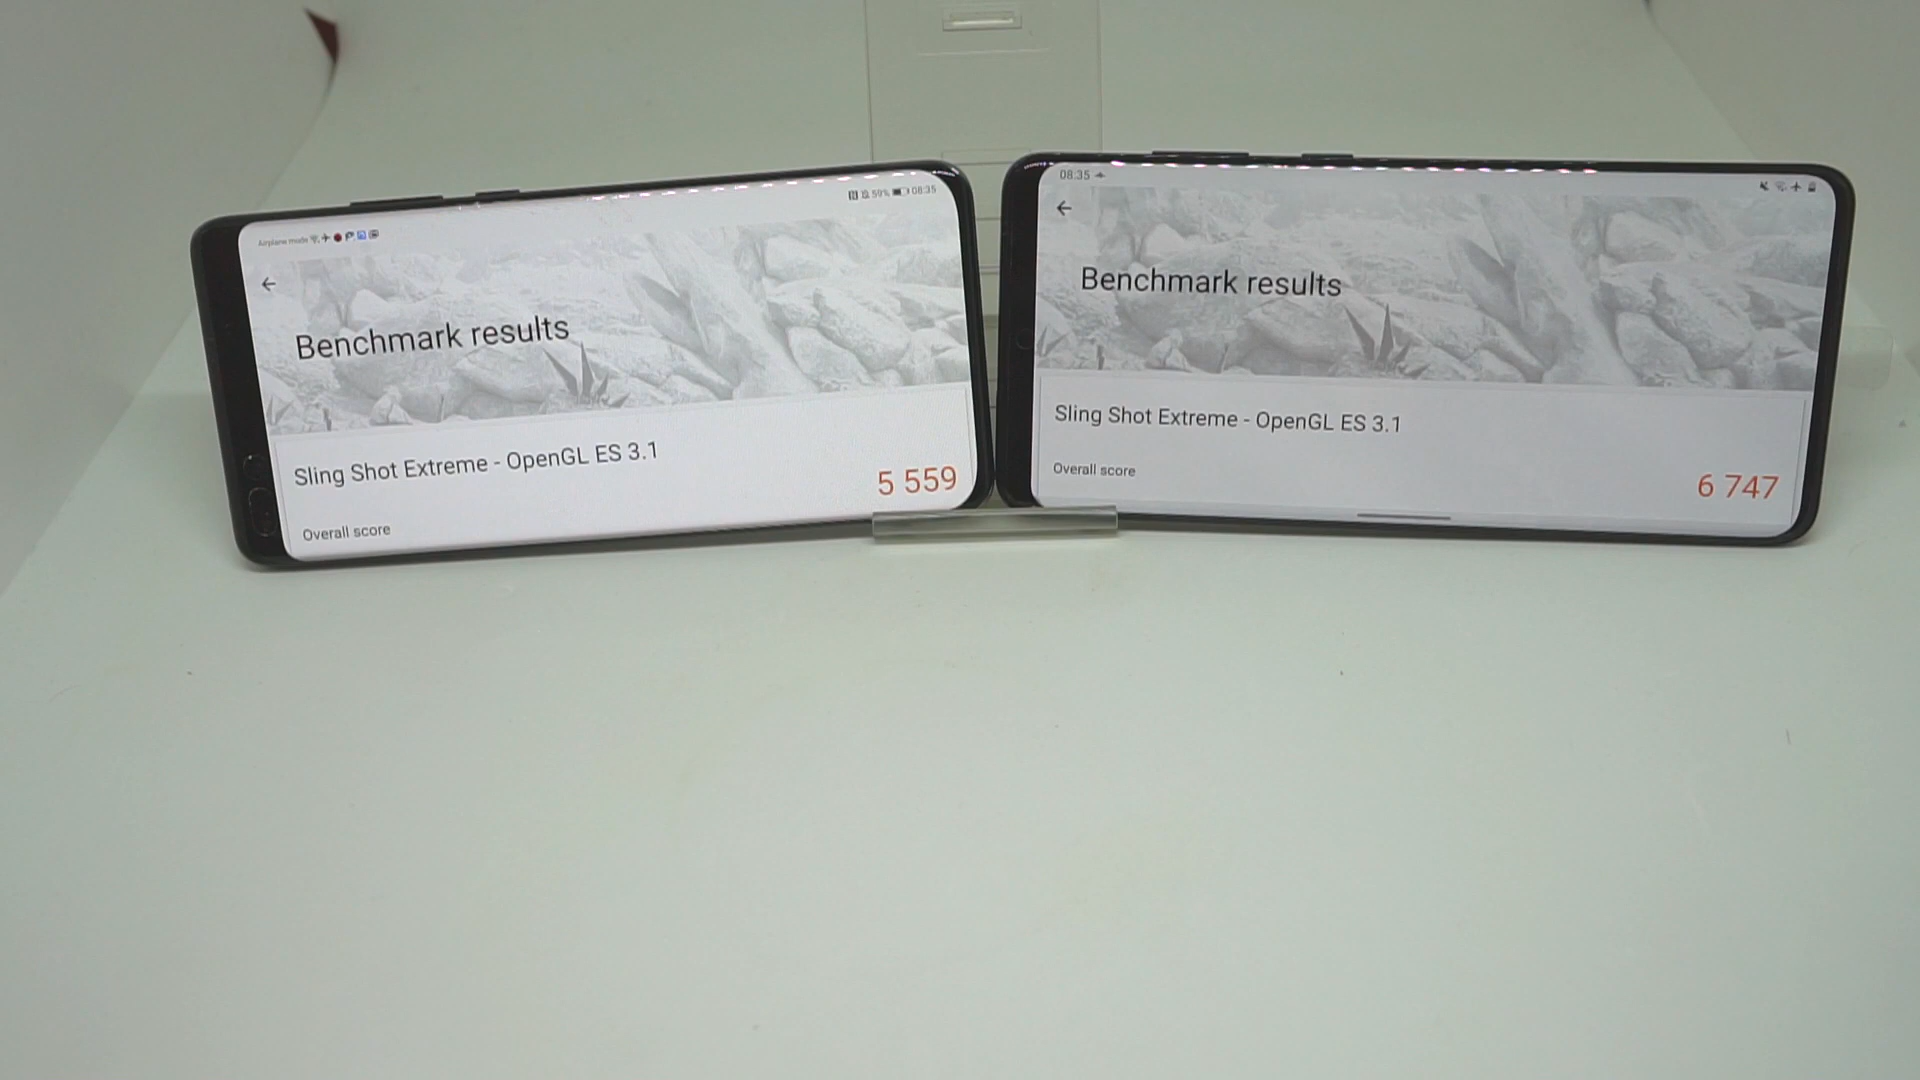 Airplane mode
59% 08:35
Benchmark results
Sling Shot Extreme - OpenGL ES 3.1
5 559
Overall score
08:35
Benchmark results
Sling Shot Extreme - OpenGL ES 3.1
Overall score
6 747